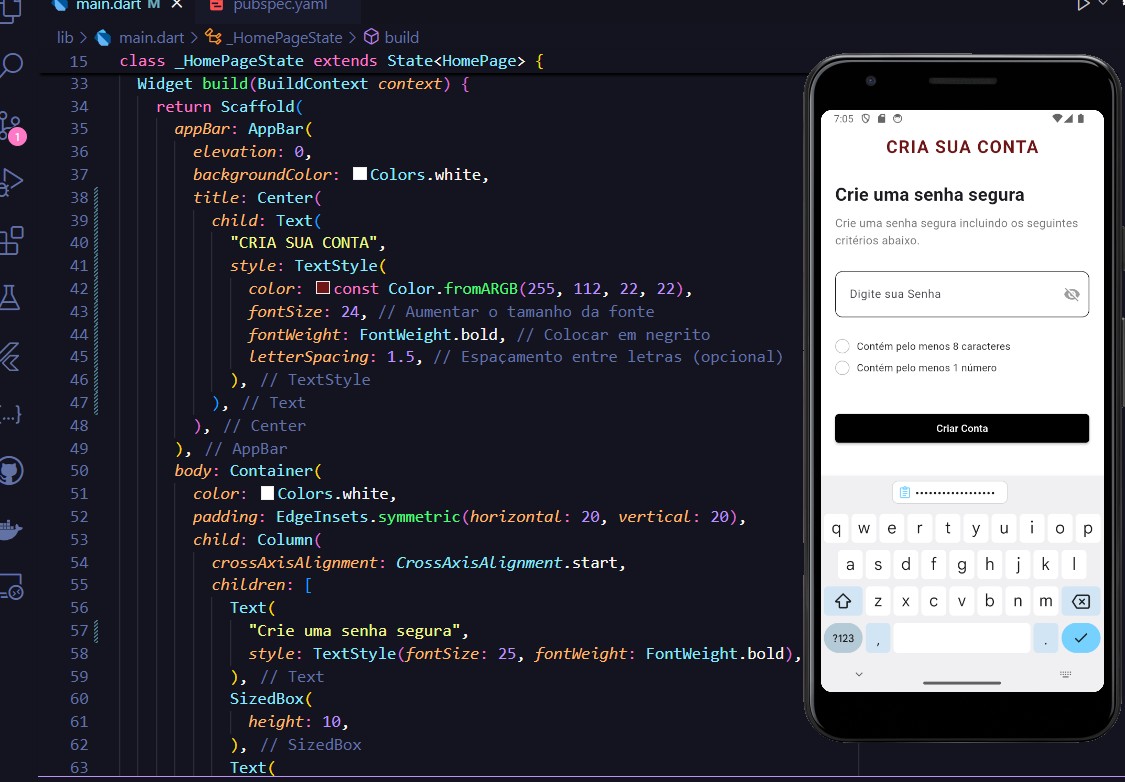 main.dart M
pubspec.yaml
lib > main.dart > _HomePageState > build
15 class _HomePageState extends State<HomePage> {
33 Widget build(BuildContext context) {
34 return Scaffold(
35 appBar: AppBar(
36 elevation: 0,
37 backgroundColor: Colors.white,
38 title: Center(
39 child: Text(
40 "CRIA SUA CONTA",
41 style: TextStyle(
42 color: const Color.fromARGB(255, 112, 22, 22),
43 fontSize: 24, // Aumentar o tamanho da fonte
44 fontWeight: FontWeight.bold, // Colocar em negrito
45 letterSpacing: 1.5, // Espaçamento entre letras (opcional)
46 ), // TextStyle
47 ), // Text
48 ), // Center
49 ), // AppBar
50 body: Container(
51 color: Colors.white,
52 padding: EdgeInsets.symmetric(horizontal: 20, vertical: 20),
53 child: Column(
54 crossAxisAlignment: CrossAxisAlignment.start,
55 children: [
56 Text(
57 "Crie uma senha segura",
58 style: TextStyle(fontSize: 25, fontWeight: FontWeight.bold),
59 ), // Text
60 SizedBox(
61 height: 10,
62 ), // SizedBox
63 Text(
1
{...}
7:05
CRIA SUA CONTA
Crie uma senha segura
Crie uma senha segura incluindo os seguintes
critérios abaixo.
Digite sua Senha
Contém pelo menos 8 caracteres
Contém pelo menos 1 número
Criar Conta
••••••••••••••••••
q w e r t y u i o p
a s d f g h j k l
z x c v b n m
?123 , .